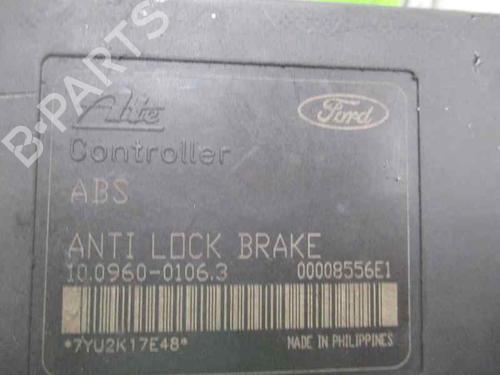 B-PARTS
Ate
Ford
Controller
ABS
ANTI LOCK BRAKE
10.0960-0106.3 00008556E1
*7YU2K17E48* MADE IN PHILIPPINES